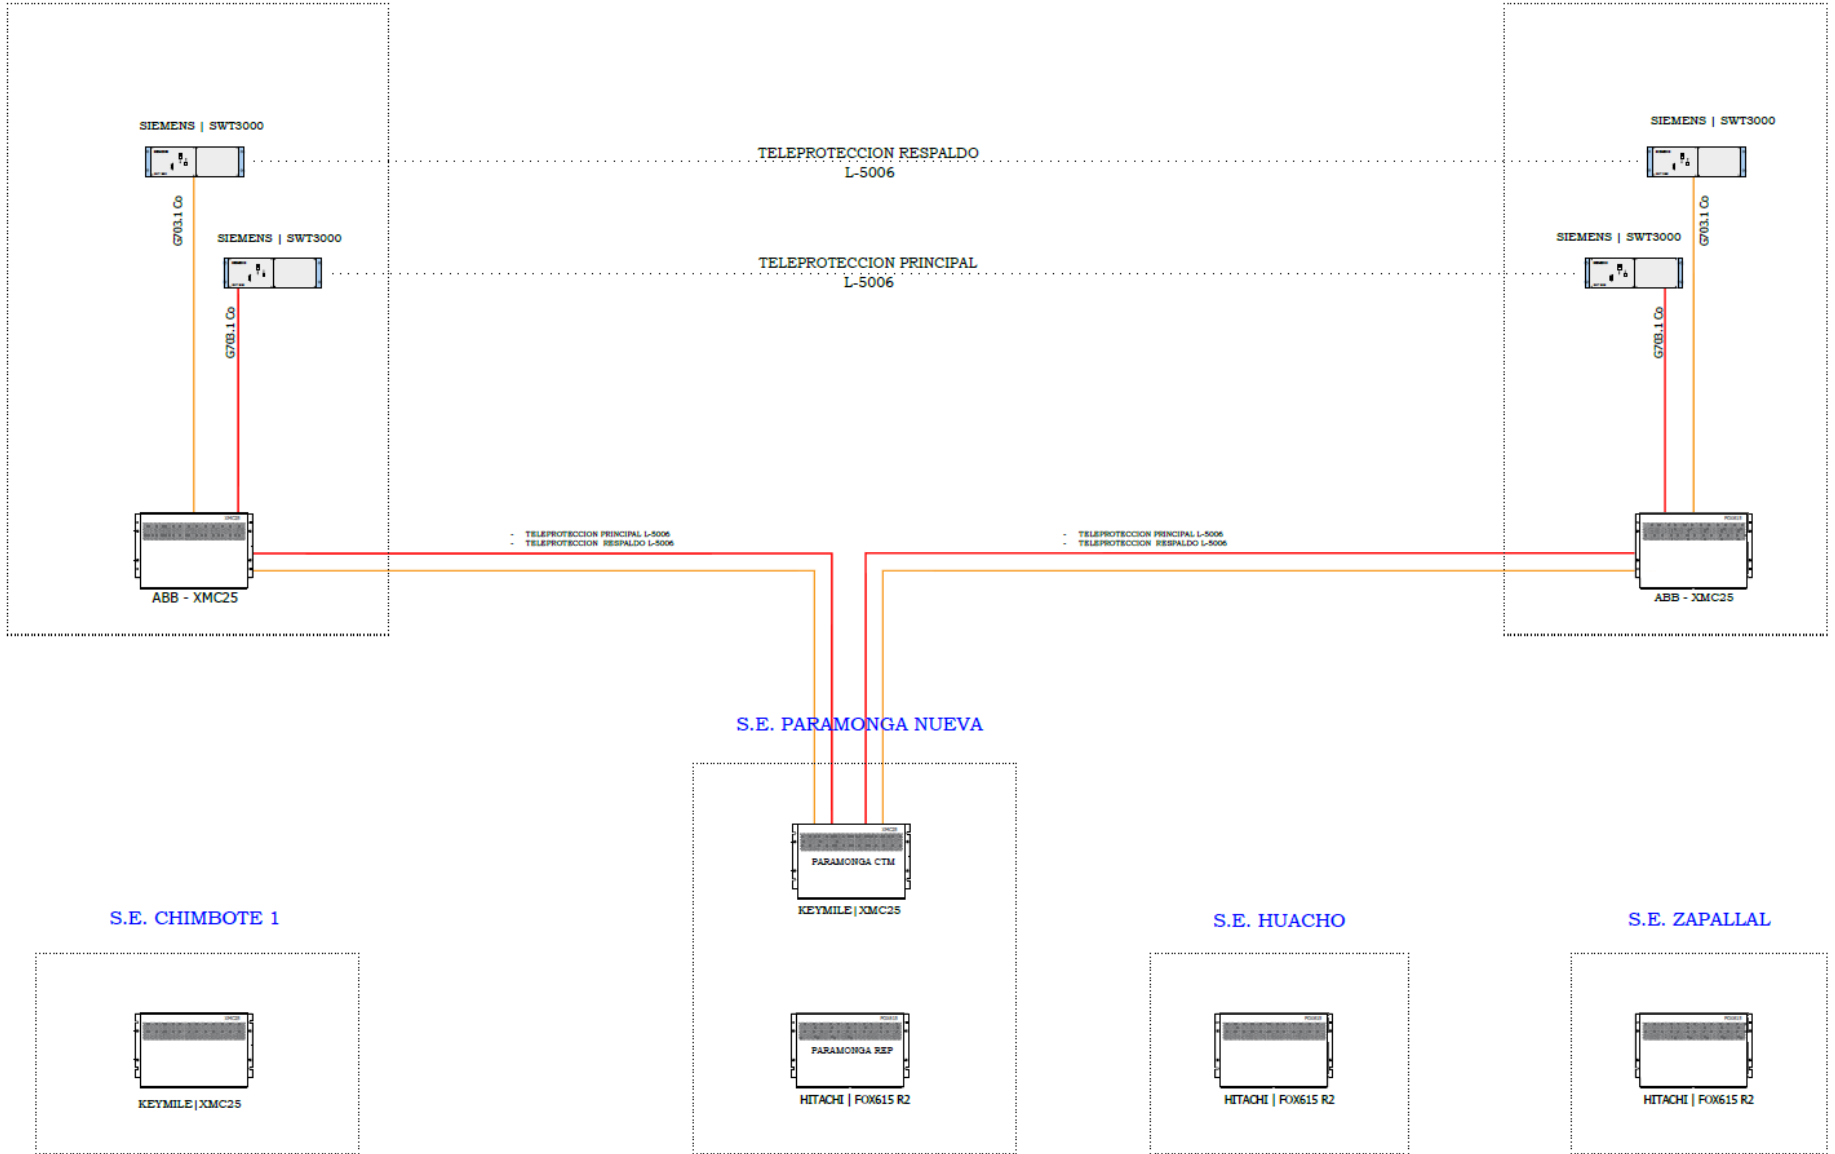 SIEMENS | SWT3000
SIEMENS | SWT3000
TELEPROTECCION RESPALDO
L-5006
G703.1 Co
G703.1 Co
SIEMENS | SWT3000
SIEMENS | SWT3000
TELEPROTECCION PRINCIPAL
L-5006
G703.1 Co
G703.1 Co
- TELEPROTECCION PRINCIPAL L-5006
- TELEPROTECCION RESPALDO L-5006
- TELEPROTECCION PRINCIPAL L-5006
- TELEPROTECCION RESPALDO L-5006
ABB - XMC25
ABB - XMC25
S.E. PARAMONGA NUEVA
PARAMONGA CTM
KEYMILE|XMC25
S.E. CHIMBOTE 1
S.E. HUACHO
S.E. ZAPALLAL
PARAMONGA REP
KEYMILE|XMC25
HITACHI | FOX615 R2
HITACHI | FOX615 R2
HITACHI | FOX615 R2